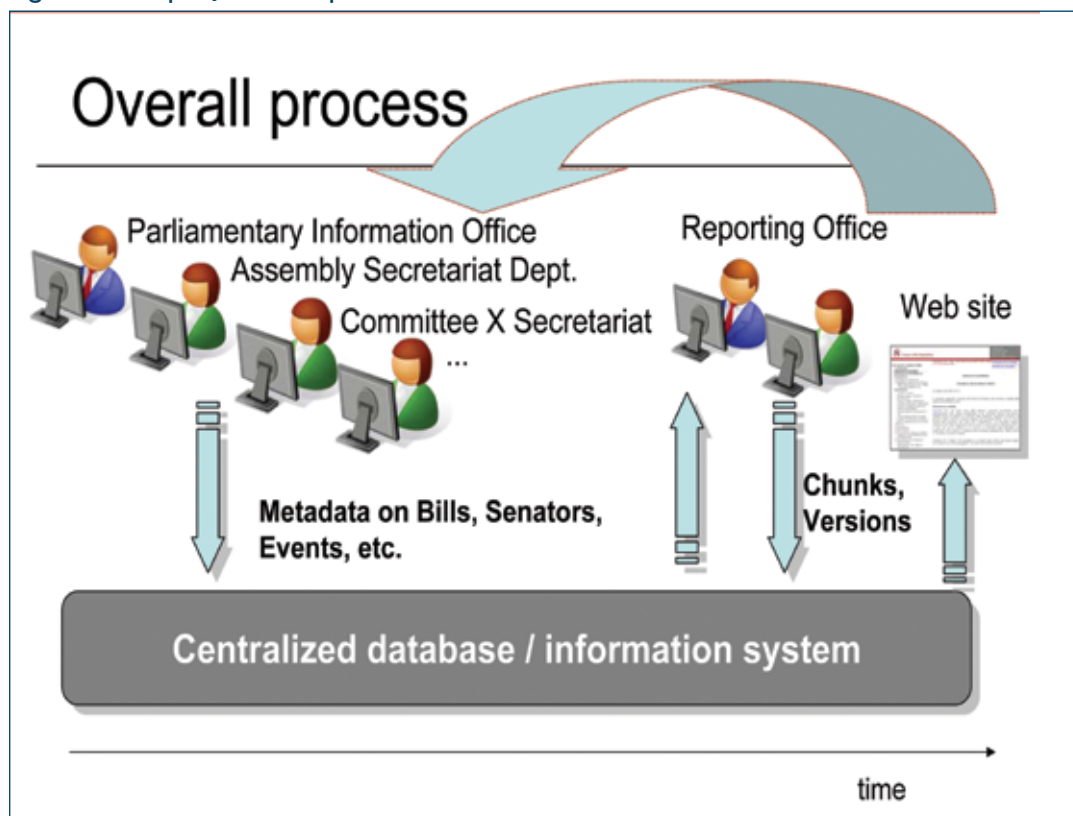 Overall process
Parliamentary Information Office
Assembly Secretariat Dept.
Committee X Secretariat
...
Reporting Office
Web site
Metadata on Bills, Senators,
Events, etc.
Chunks,
Versions
Centralized database / information system
time